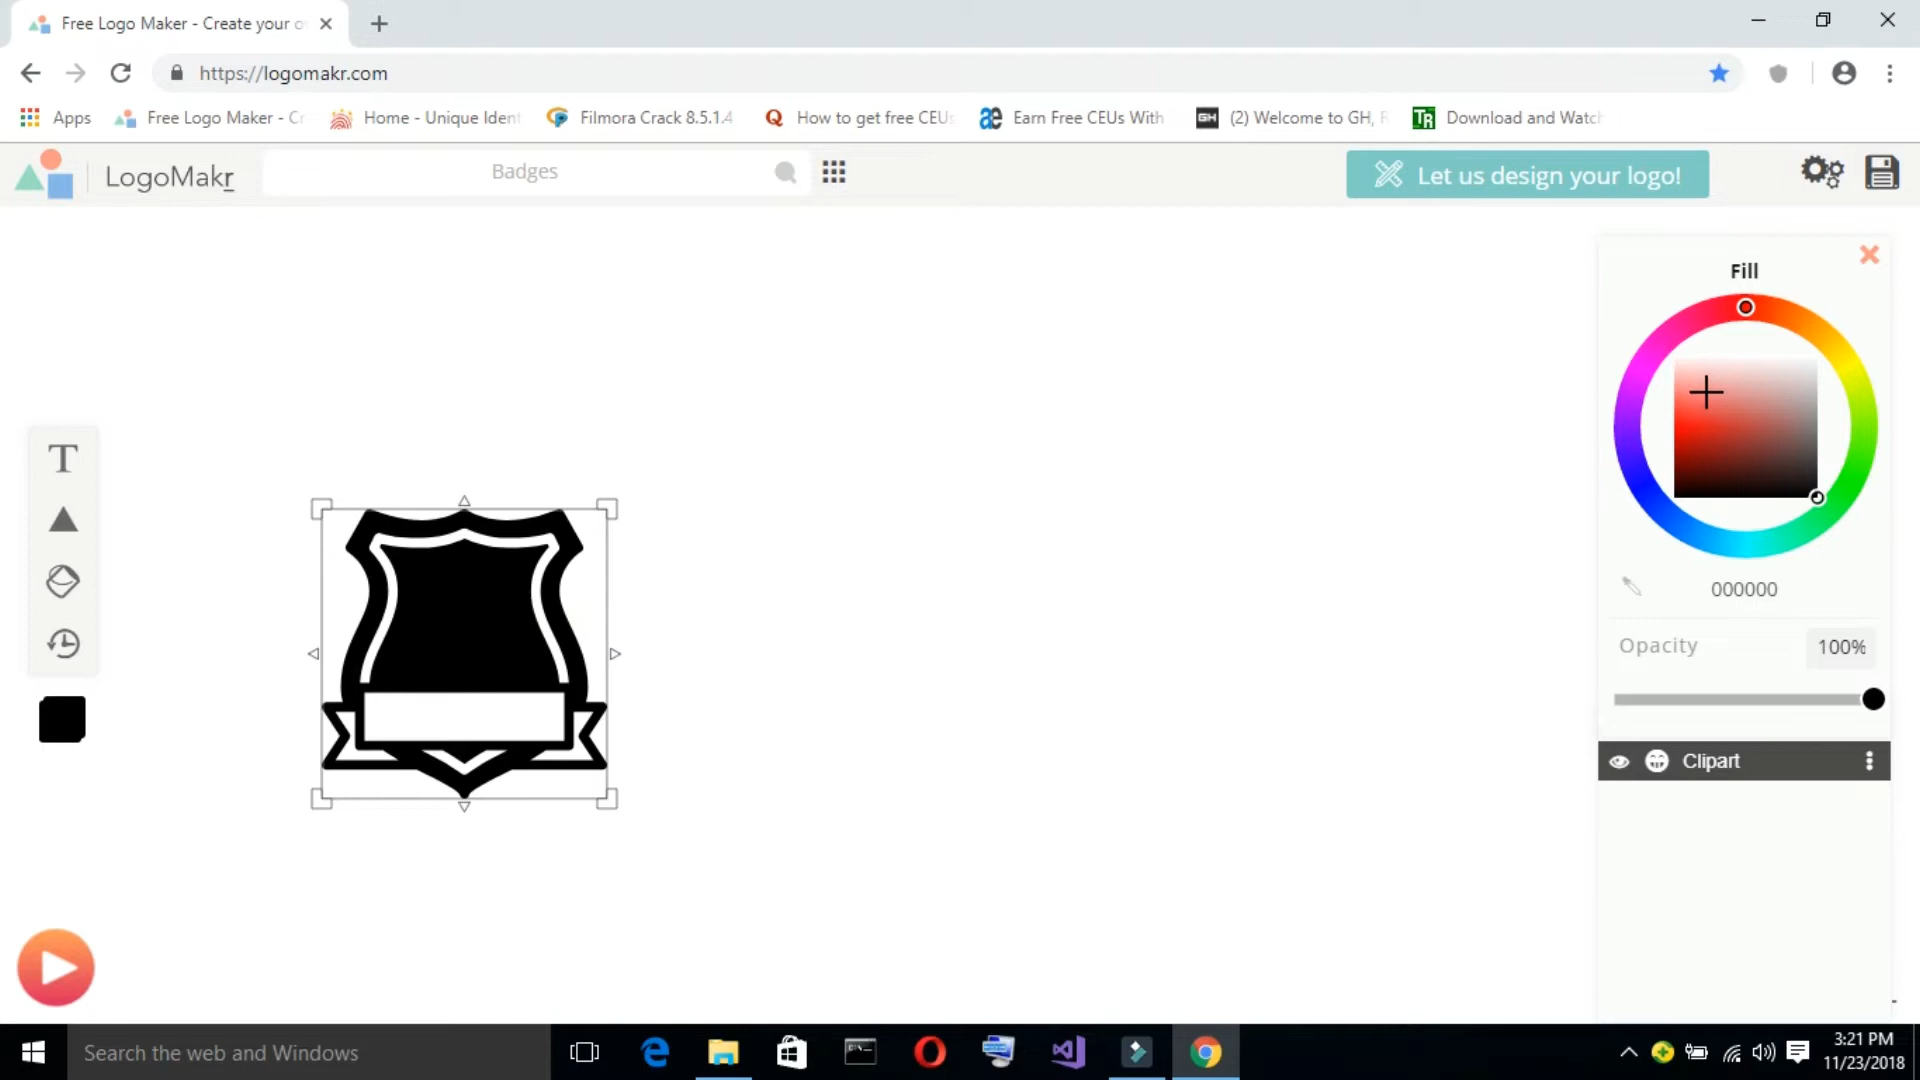 Free Logo Maker - Create your o
https://logomakr.com
Apps
Free Logo Maker - Cr
Home - Unique Ident
Filmora Crack 8.5.1.4
How to get free CEUs
Earn Free CEUs With
(2) Welcome to GH, R
Download and Watch
LogoMakr
Badges
Let us design your logo!
Fill
000000
Opacity
100%
Clipart
T
Search the web and Windows
3:21 PM
11/23/2018